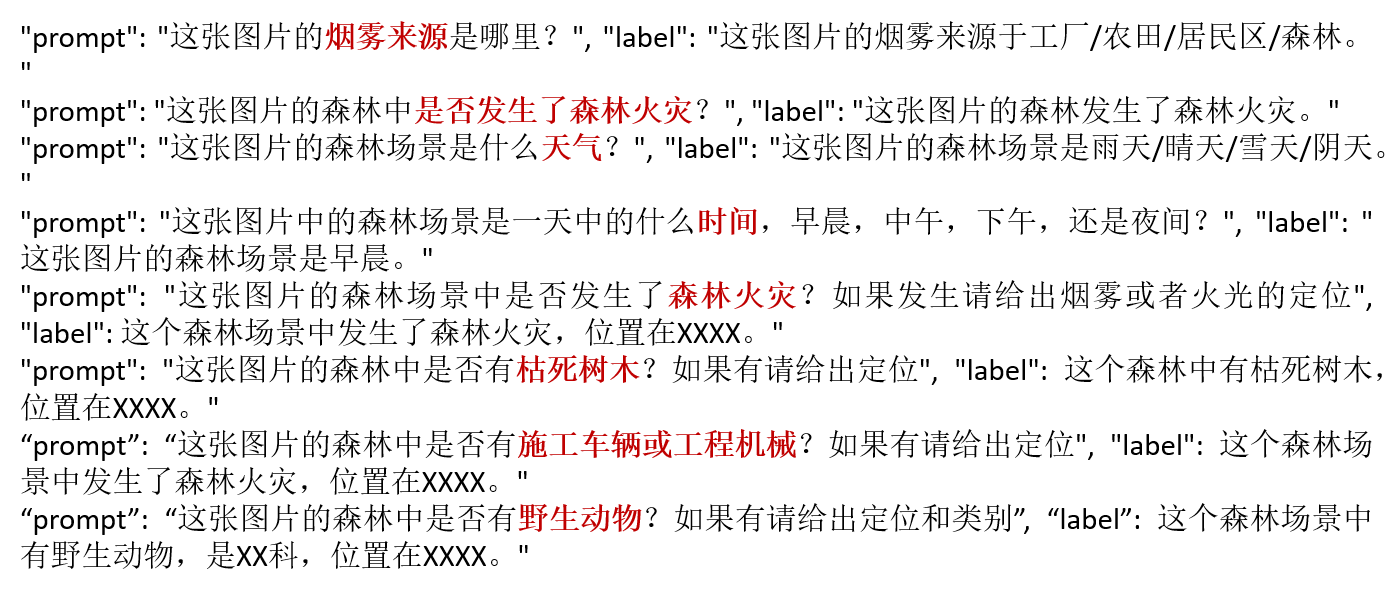 "prompt": "这张图片的烟雾来源是哪里？", "label": "这张图片的烟雾来源于工厂/农田/居民区/森林。
"
"prompt": "这张图片的森林中是否发生了森林火灾？", "label": "这张图片的森林发生了森林火灾。"
"prompt": "这张图片的森林场景是什么天气？", "label": "这张图片的森林场景是雨天/晴天/雪天/阴天。
"
"prompt": "这张图片中的森林场景是一天中的什么时间，早晨，中午，下午，还是夜间？", "label": "
这张图片的森林场景是早晨。"
"prompt": "这张图片的森林场景中是否发生了森林火灾？如果发生请给出烟雾或者火光的定位",
"label": 这个森林场景中发生了森林火灾，位置在XXXX。"
"prompt": "这张图片的森林中是否有枯死树木？如果有请给出定位", "label": 这个森林中有枯死树木，
位置在XXXX。"
“prompt”: “这张图片的森林中是否有施工车辆或工程机械？如果有请给出定位", "label": 这个森林场
景中发生了森林火灾，位置在XXXX。"
“prompt”: “这张图片的森林中是否有野生动物？如果有请给出定位和类别”, “label”: 这个森林场景中
有野生动物，是XX科，位置在XXXX。"